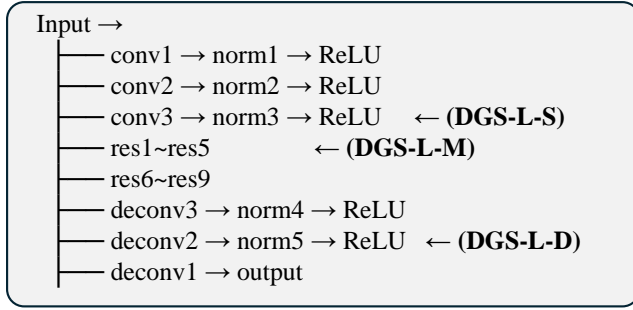 Input →
conv1 → norm1 → ReLU
conv2 → norm2 → ReLU
conv3 → norm3 → ReLU ← (DGS-L-S)
res1~res5 ← (DGS-L-M)
res6~res9
deconv3 → norm4 → ReLU
deconv2 → norm5 → ReLU ← (DGS-L-D)
deconv1 → output